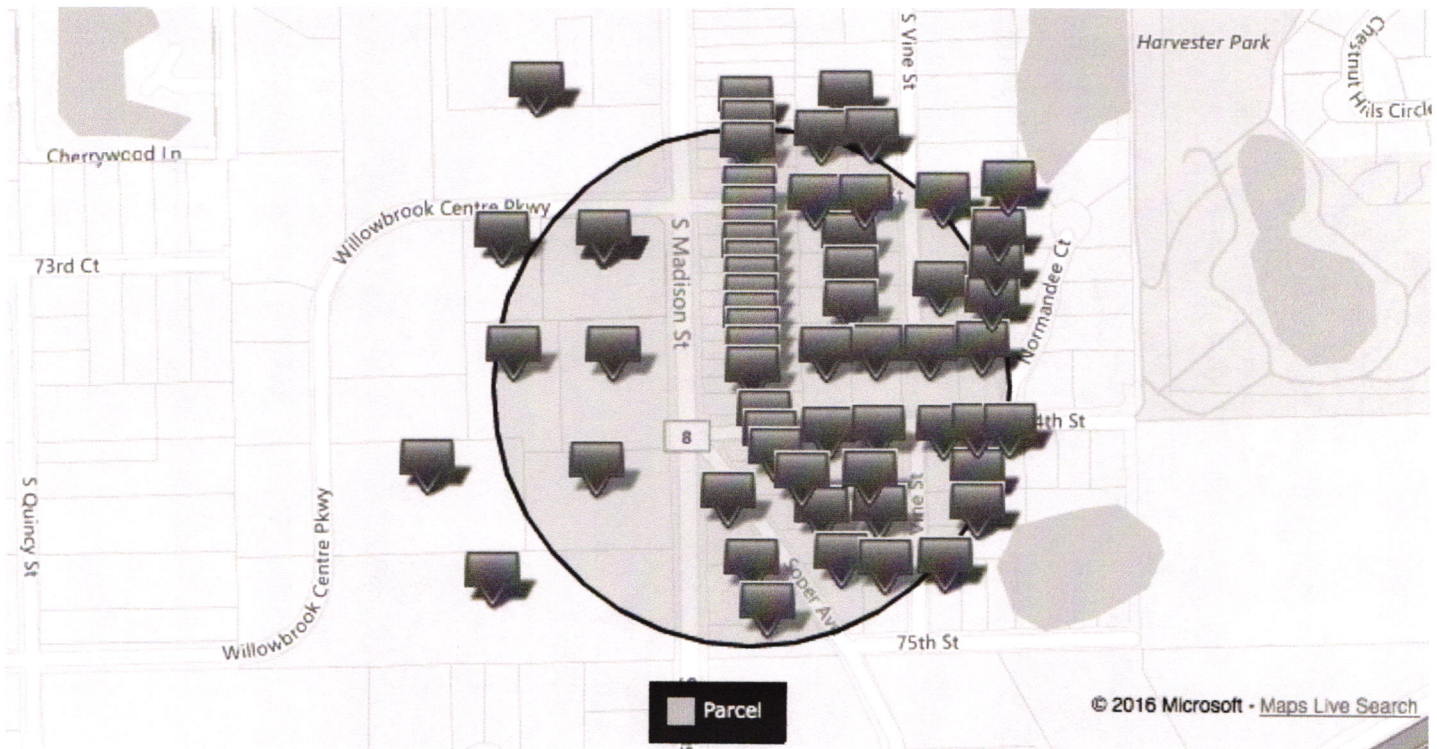 Harvester Park
S Vine St
Chestnut Hills Circle
Cherrywood Ln
Willowbrook Centre Pkwy
73rd Ct
S Madison St
Normandee Ct
8
4th St
S Quincy St
Willowbrook Centre Pkwy
Vine St
Soper Av
75th St
Parcel
© 2016 Microsoft - Maps Live Search